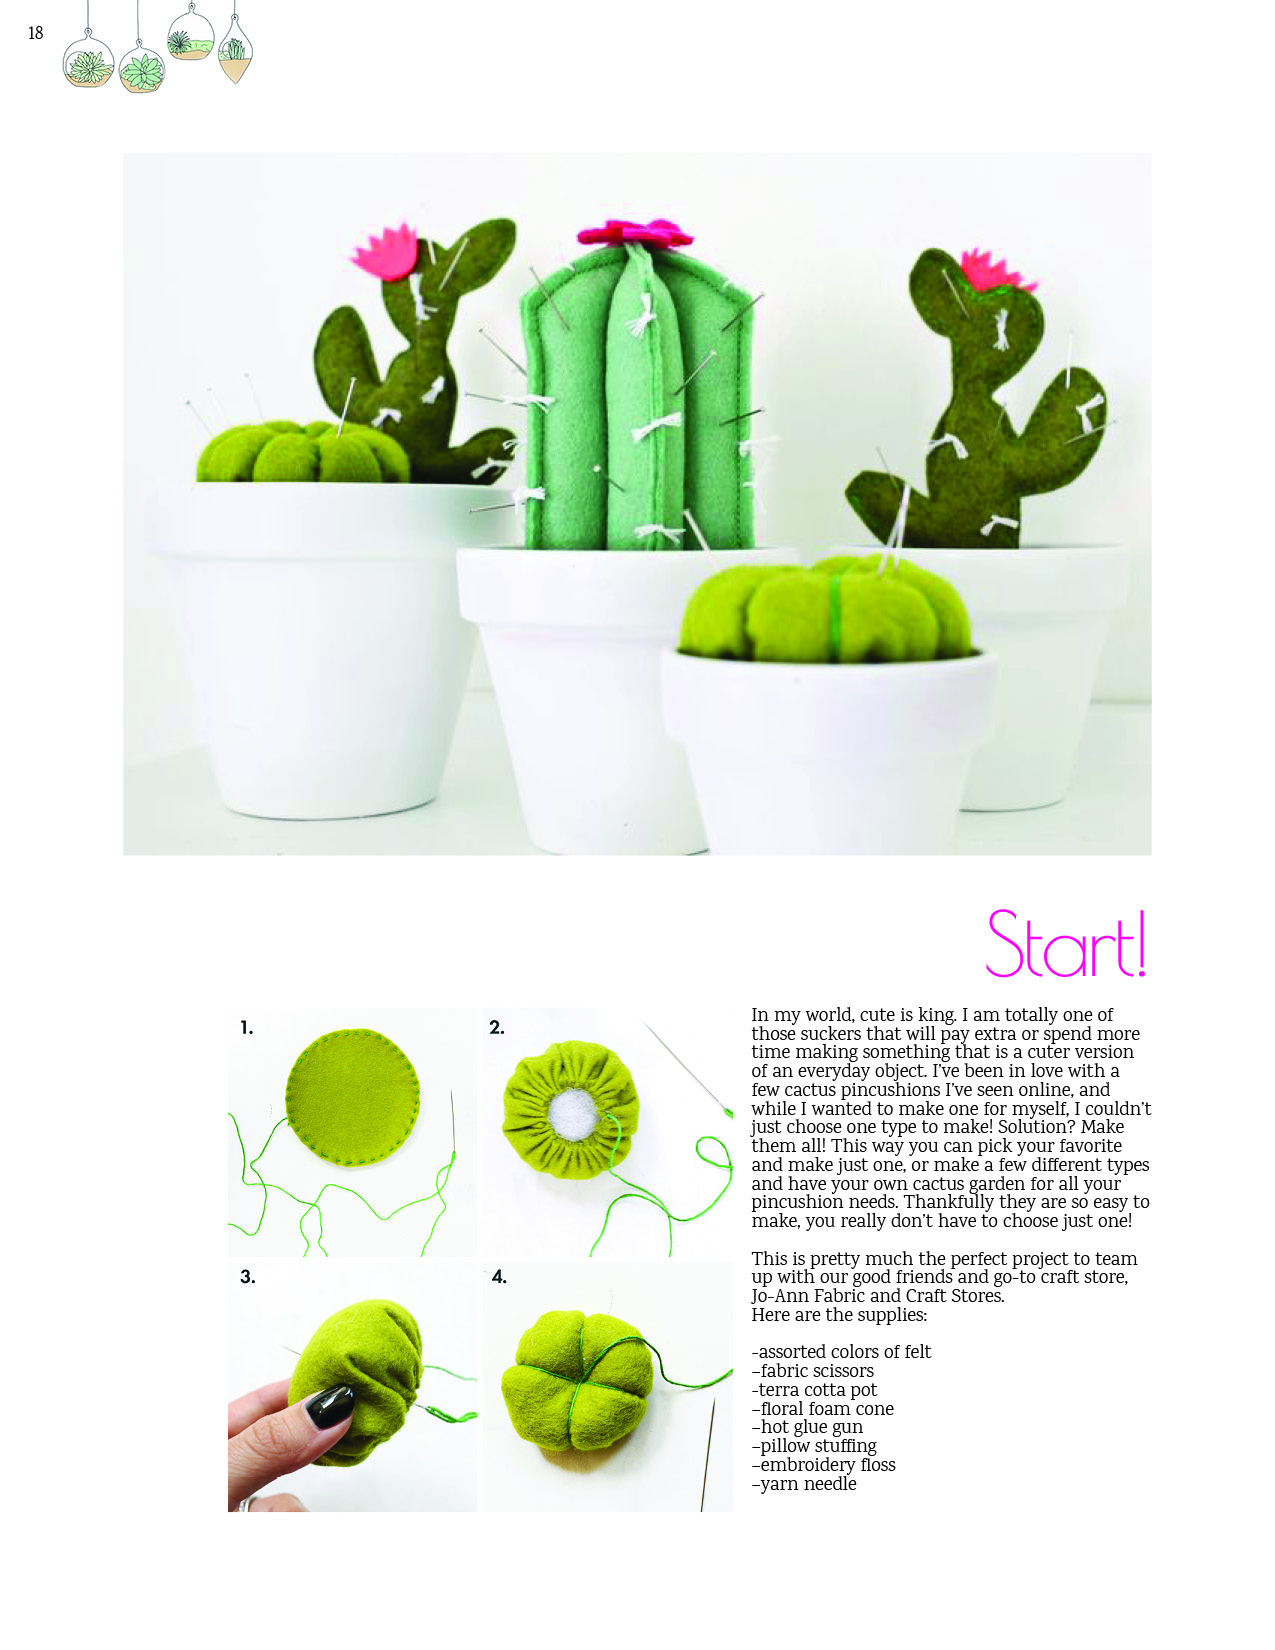 18
Start!
1.
2.
3.
4.
In my world, cute is king. I am totally one of
those suckers that will pay extra or spend more
time making something that is a cuter version
of an everyday object. I've been in love with a
few cactus pincushions I've seen online, and
while I wanted to make one for myself, I couldn't
just choose one type to make! Solution? Make
them all! This way you can pick your favorite
and make just one, or make a few different types
and have your own cactus garden for all your
pincushion needs. Thankfully they are so easy to
make, you really don't have to choose just one!
This is pretty much the perfect project to team
up with our good friends and go-to craft store,
Jo-Ann Fabric and Craft Stores.
Here are the supplies:
-assorted colors of felt
–fabric scissors
-terra cotta pot
–floral foam cone
–hot glue gun
–pillow stuffing
–embroidery floss
–yarn needle